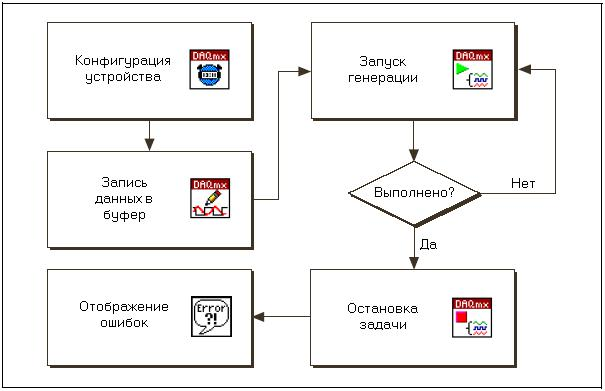 Конфигурация
устройства
DAQmx
Запись
данных в
буфер
DAQmx
Запуск
генерации
DAQmx
Выполнено?
Нет
Да
Остановка
задачи
DAQmx
Отображение
ошибок
Error
?!